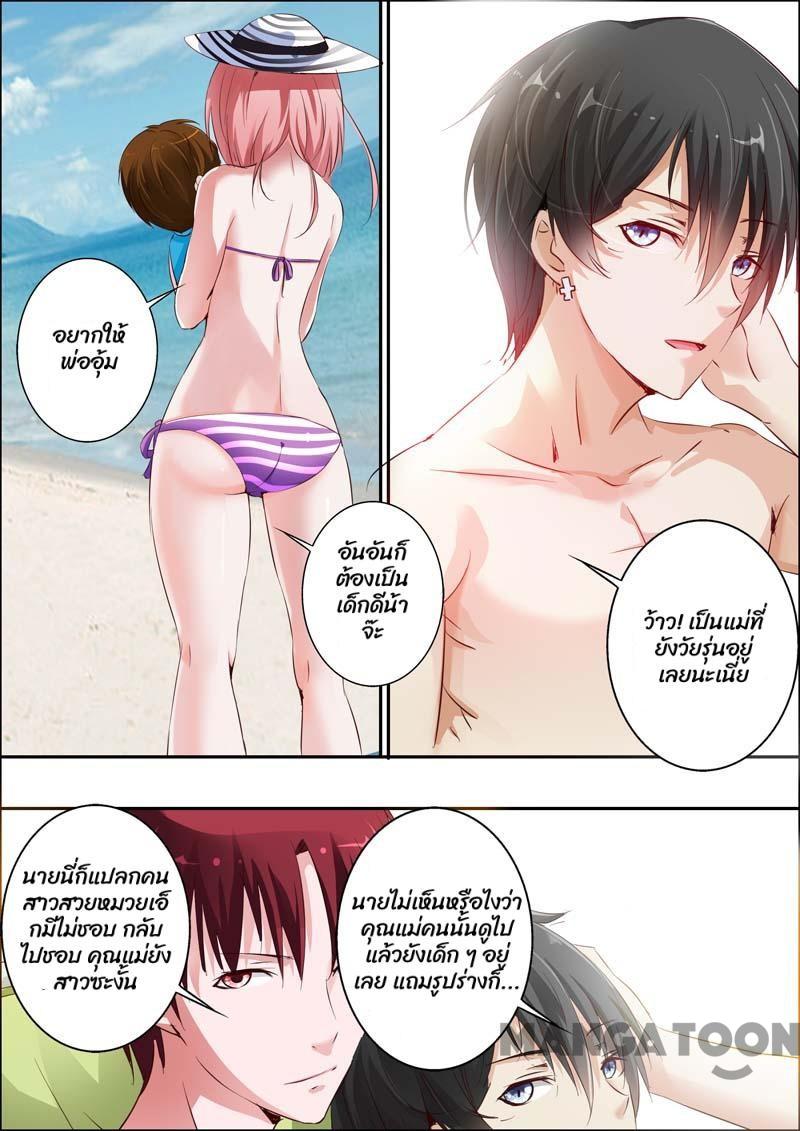 อยากให้
พ่ออุ้ม
อันอันก็
ต้องเป็น
เด็กดีน้า
จ๊ะ
ว้าว! เป็นแม่ที่
ยังวัยรุ่นอยู่
เลยนะเนี่ย
นายนี่ก็แปลกคน
สาวสวยหมวยเอ็
กมีไม่ชอบ กลับ
ไปชอบ คุณแม่ยัง
สาวซะงั้น
นายไม่เห็นหรือไงว่า
คุณแม่คนนั้นดูไป
แล้วยังเด็ก ๆ อยู่
เลย แถมรูปร่างก็...
MANGATOON